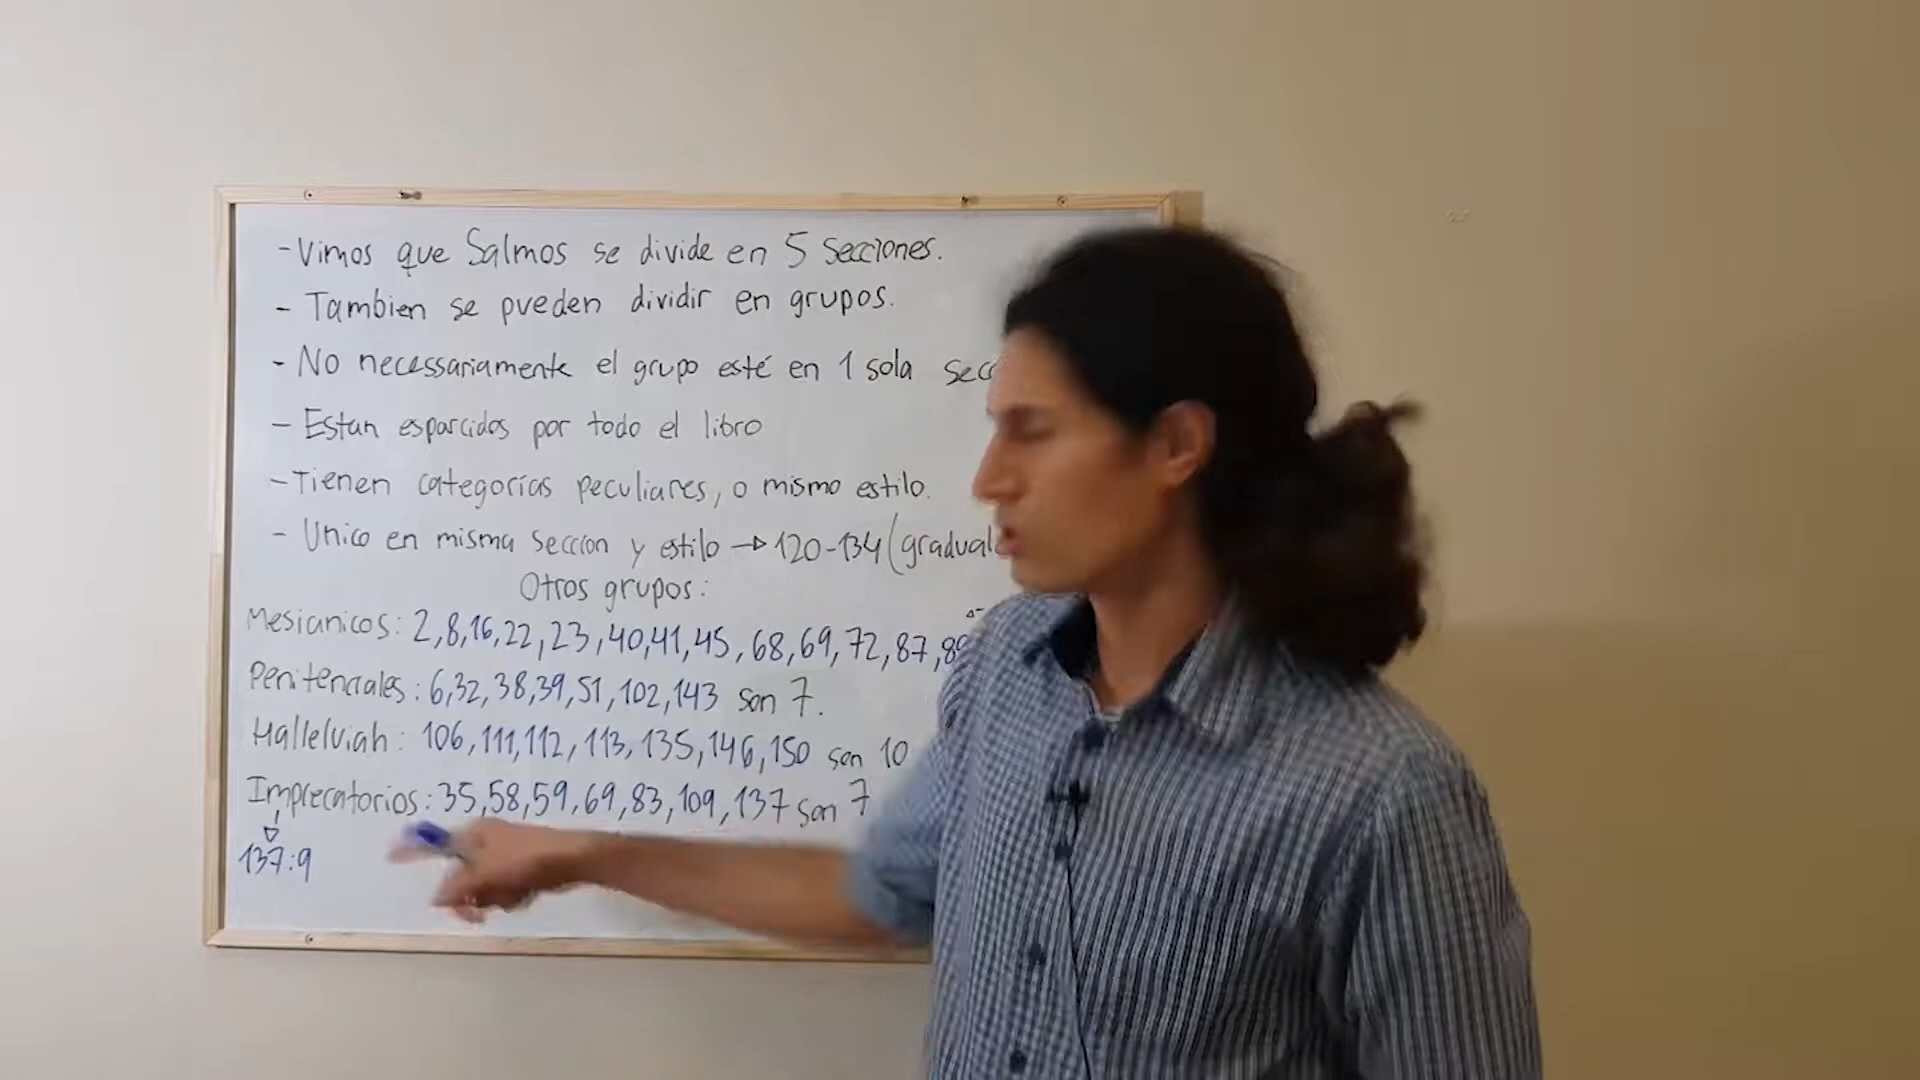 - Vimos que Salmos se divide en 5 secciones.
- Tambien se pueden dividir en grupos.
- No necessariamente el grupo esté en 1 sola
- Estan esparcidos por todo el libro
- Tienen categorías peculiares, o mismo estilo.
- Unico en misma seccion y estilo → 120-134 (gradual
Otros grupos:
Mesianicos: 2,8,16,22,23,40,41,45,68,69,72,87,
Penitenciales: 6,32,38,39,51,102,143 son 7.
Halleluiah: 106,111,112,113,135,146,150 son 10
Imprecatorios: 35,58,59,69,83,109,137 son 7
137:9